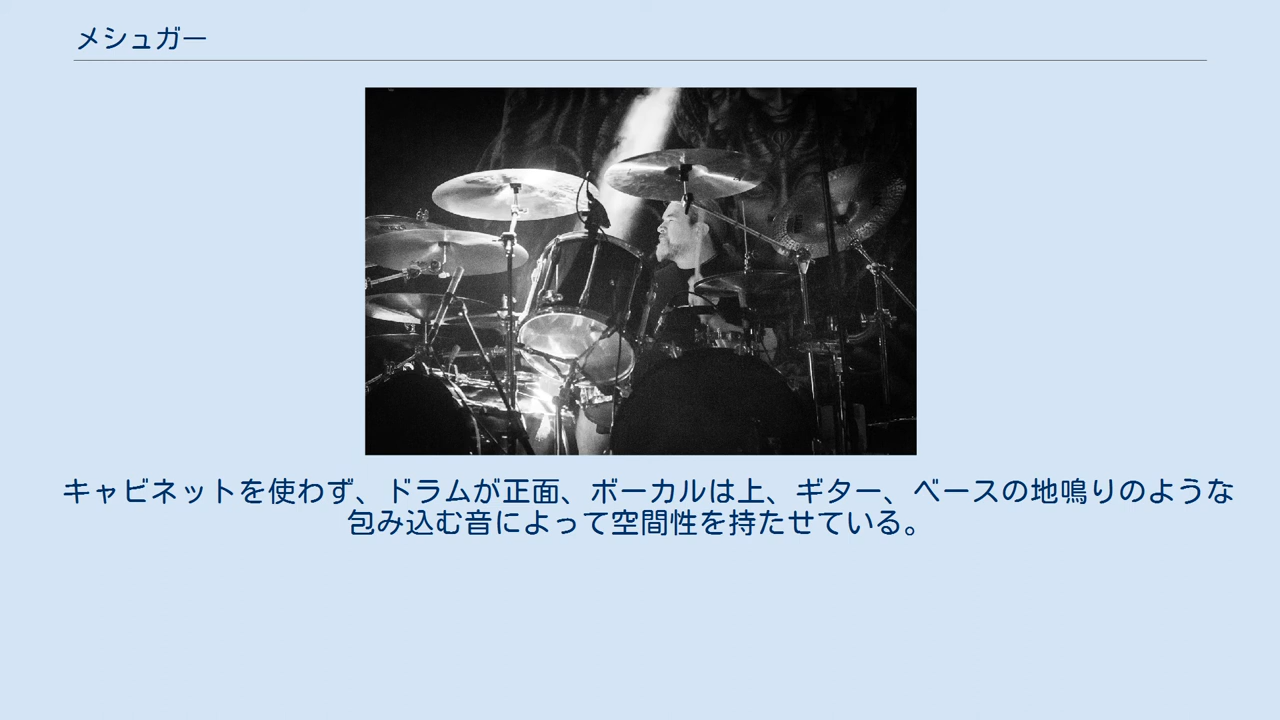 メシュガー
キャビネットを使わず、ドラムが正面、ボーカルは上、ギター、ベースの地鳴りのような
包み込む音によって空間性を持たせている。